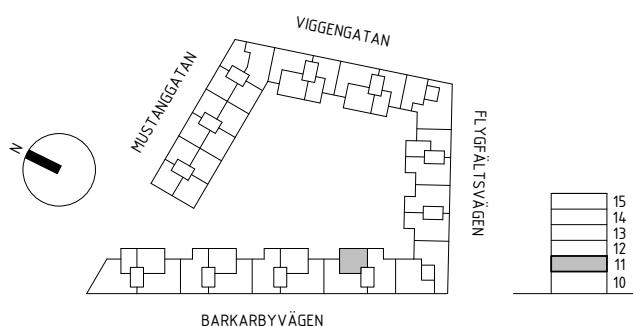 VIGGENGATAN
MUSTANGGATAN
FLYGFÄLTSVÄGEN
N
BARKARBYVÄGEN
15
14
13
12
11
10